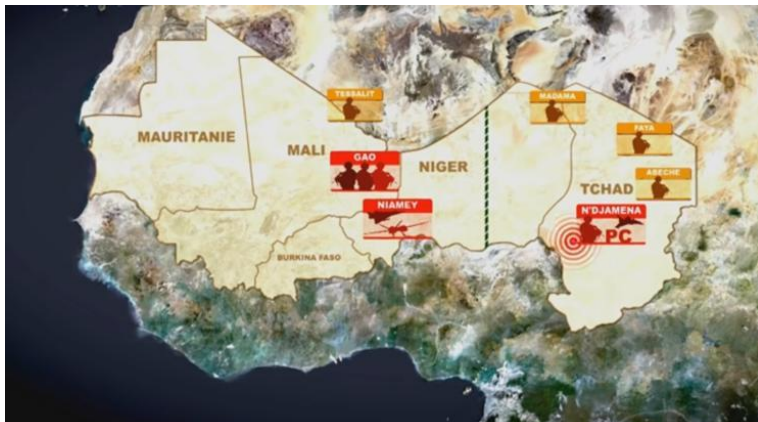 TESSALIT
MADAMA
FAYA
MAURITANIE
MALI
GAO
NIGER
ABECHE
TCHAD
NIAMEY
N'DJAMENA
PC
BURKINA FASO